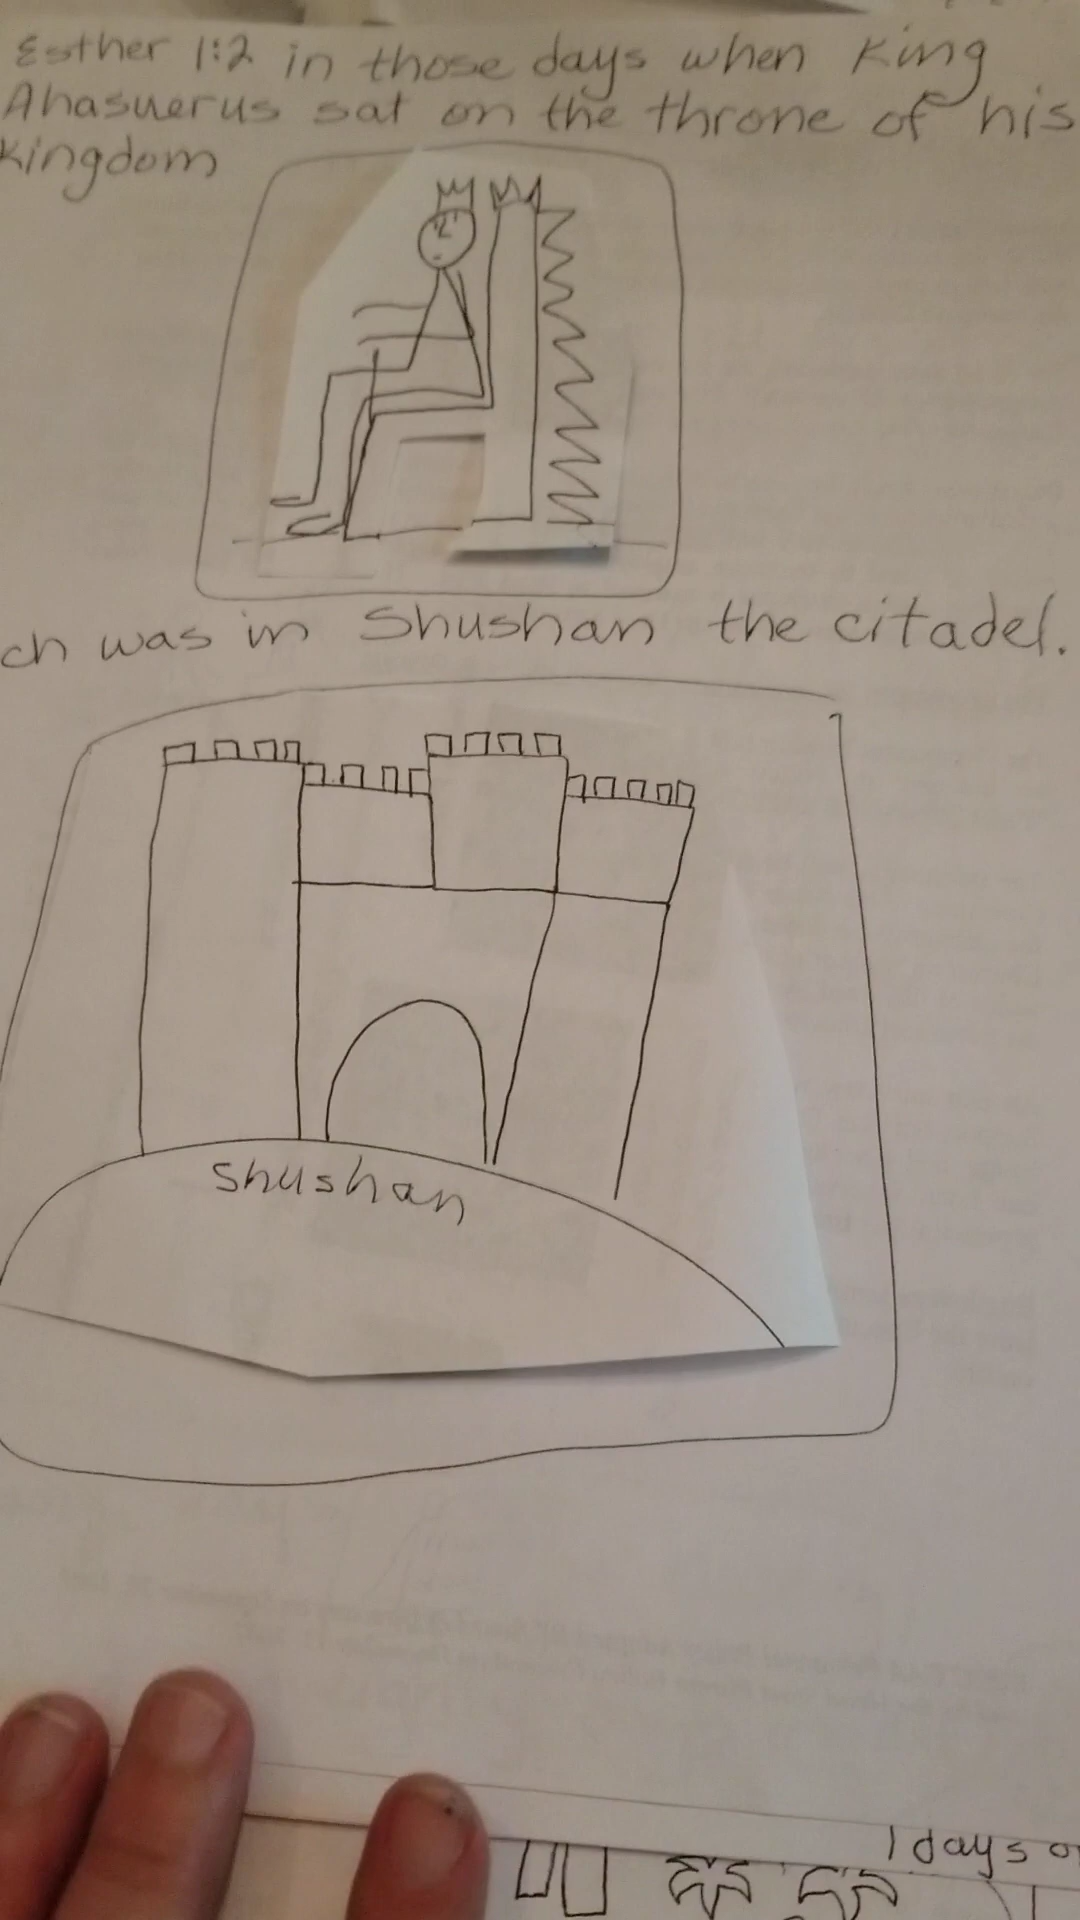 Esther 1:2 in those days when King
Ahasuerus sat on the throne of his
Kingdom
ch was in Shushan the citadel.
Shushan
days